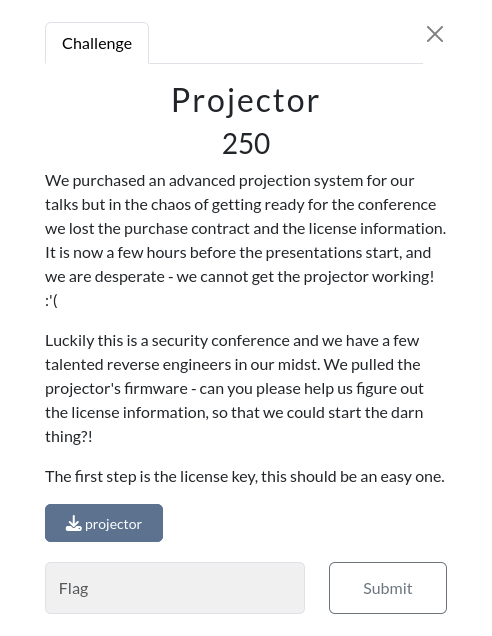 Challenge
Projector
250
We purchased an advanced projection system for our
talks but in the chaos of getting ready for the conference
we lost the purchase contract and the license information.
It is now a few hours before the presentations start, and
we are desperate - we cannot get the projector working!
:'(
Luckily this is a security conference and we have a few
talented reverse engineers in our midst. We pulled the
projector's firmware - can you please help us figure out
the license information, so that we could start the darn
thing?!
The first step is the license key, this should be an easy one.
projector
Flag
Submit